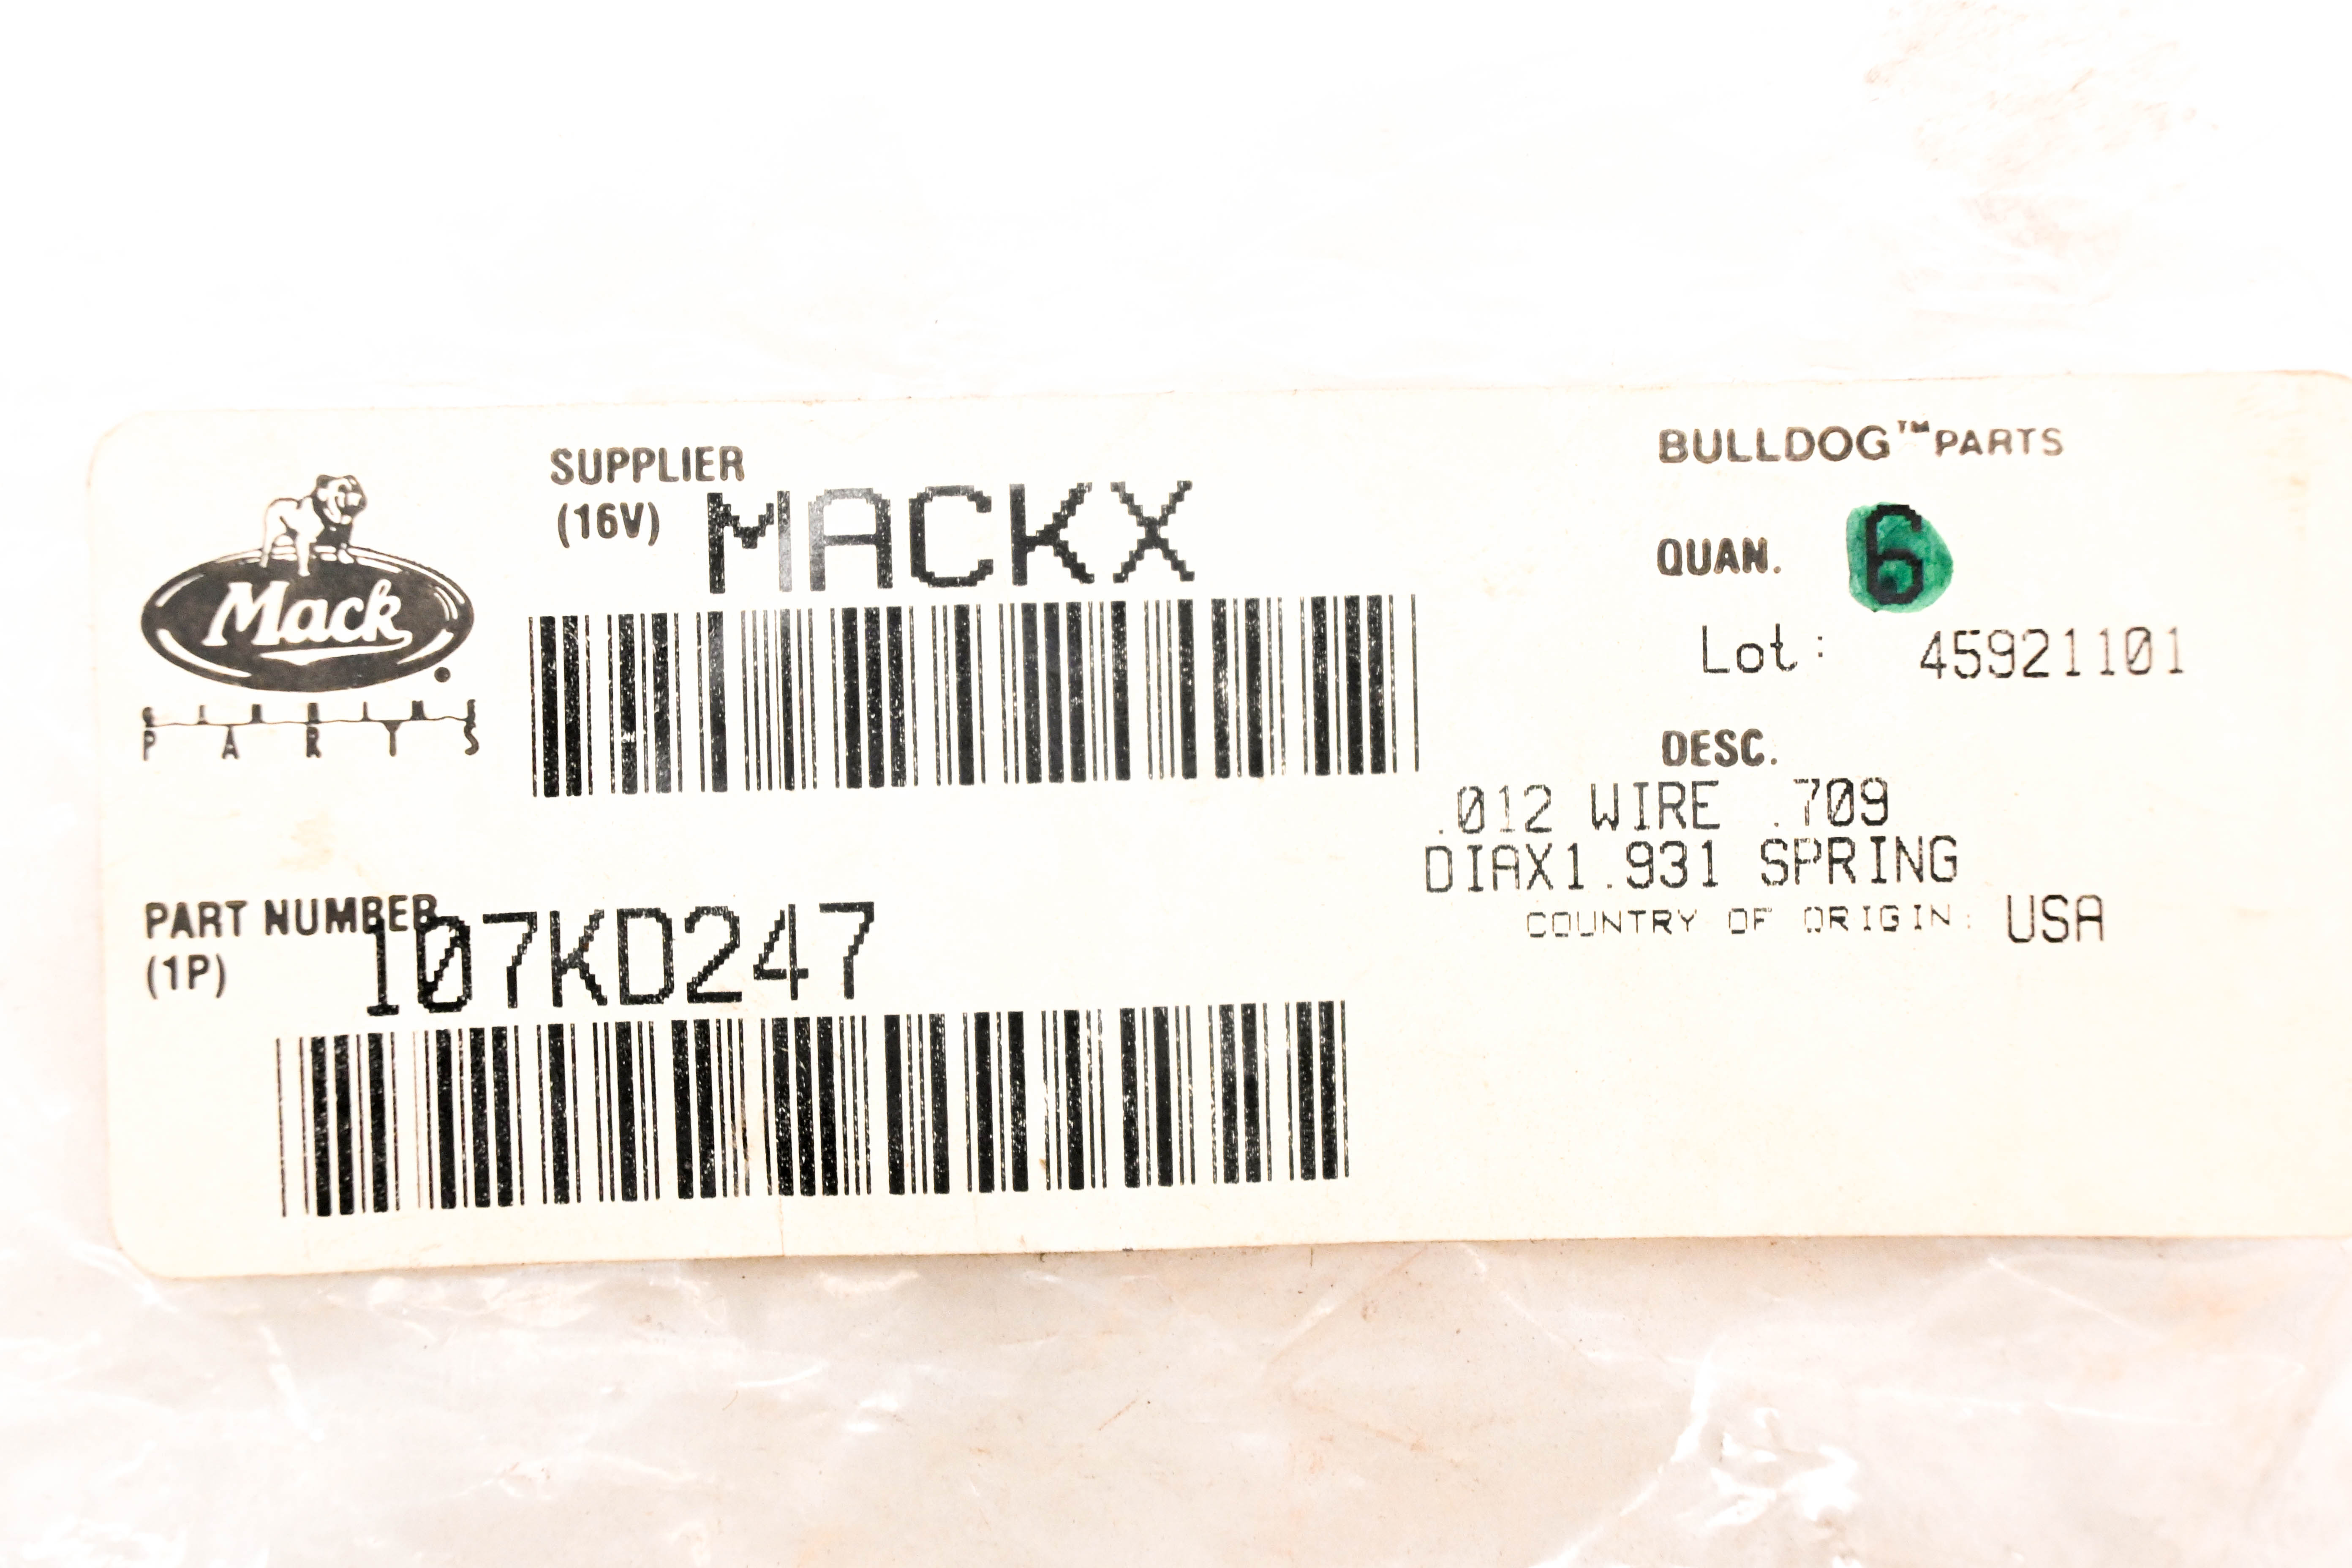 Mack
PARTS
SUPPLIER
(16V) MACKX
PART NUMBER
(1P) 107KD247
BULLDOG™ PARTS
QUAN. 6
Lot: 45921101
DESC.
.012 WIRE .709
DIAX1.931 SPRING
COUNTRY OF ORIGIN: USA